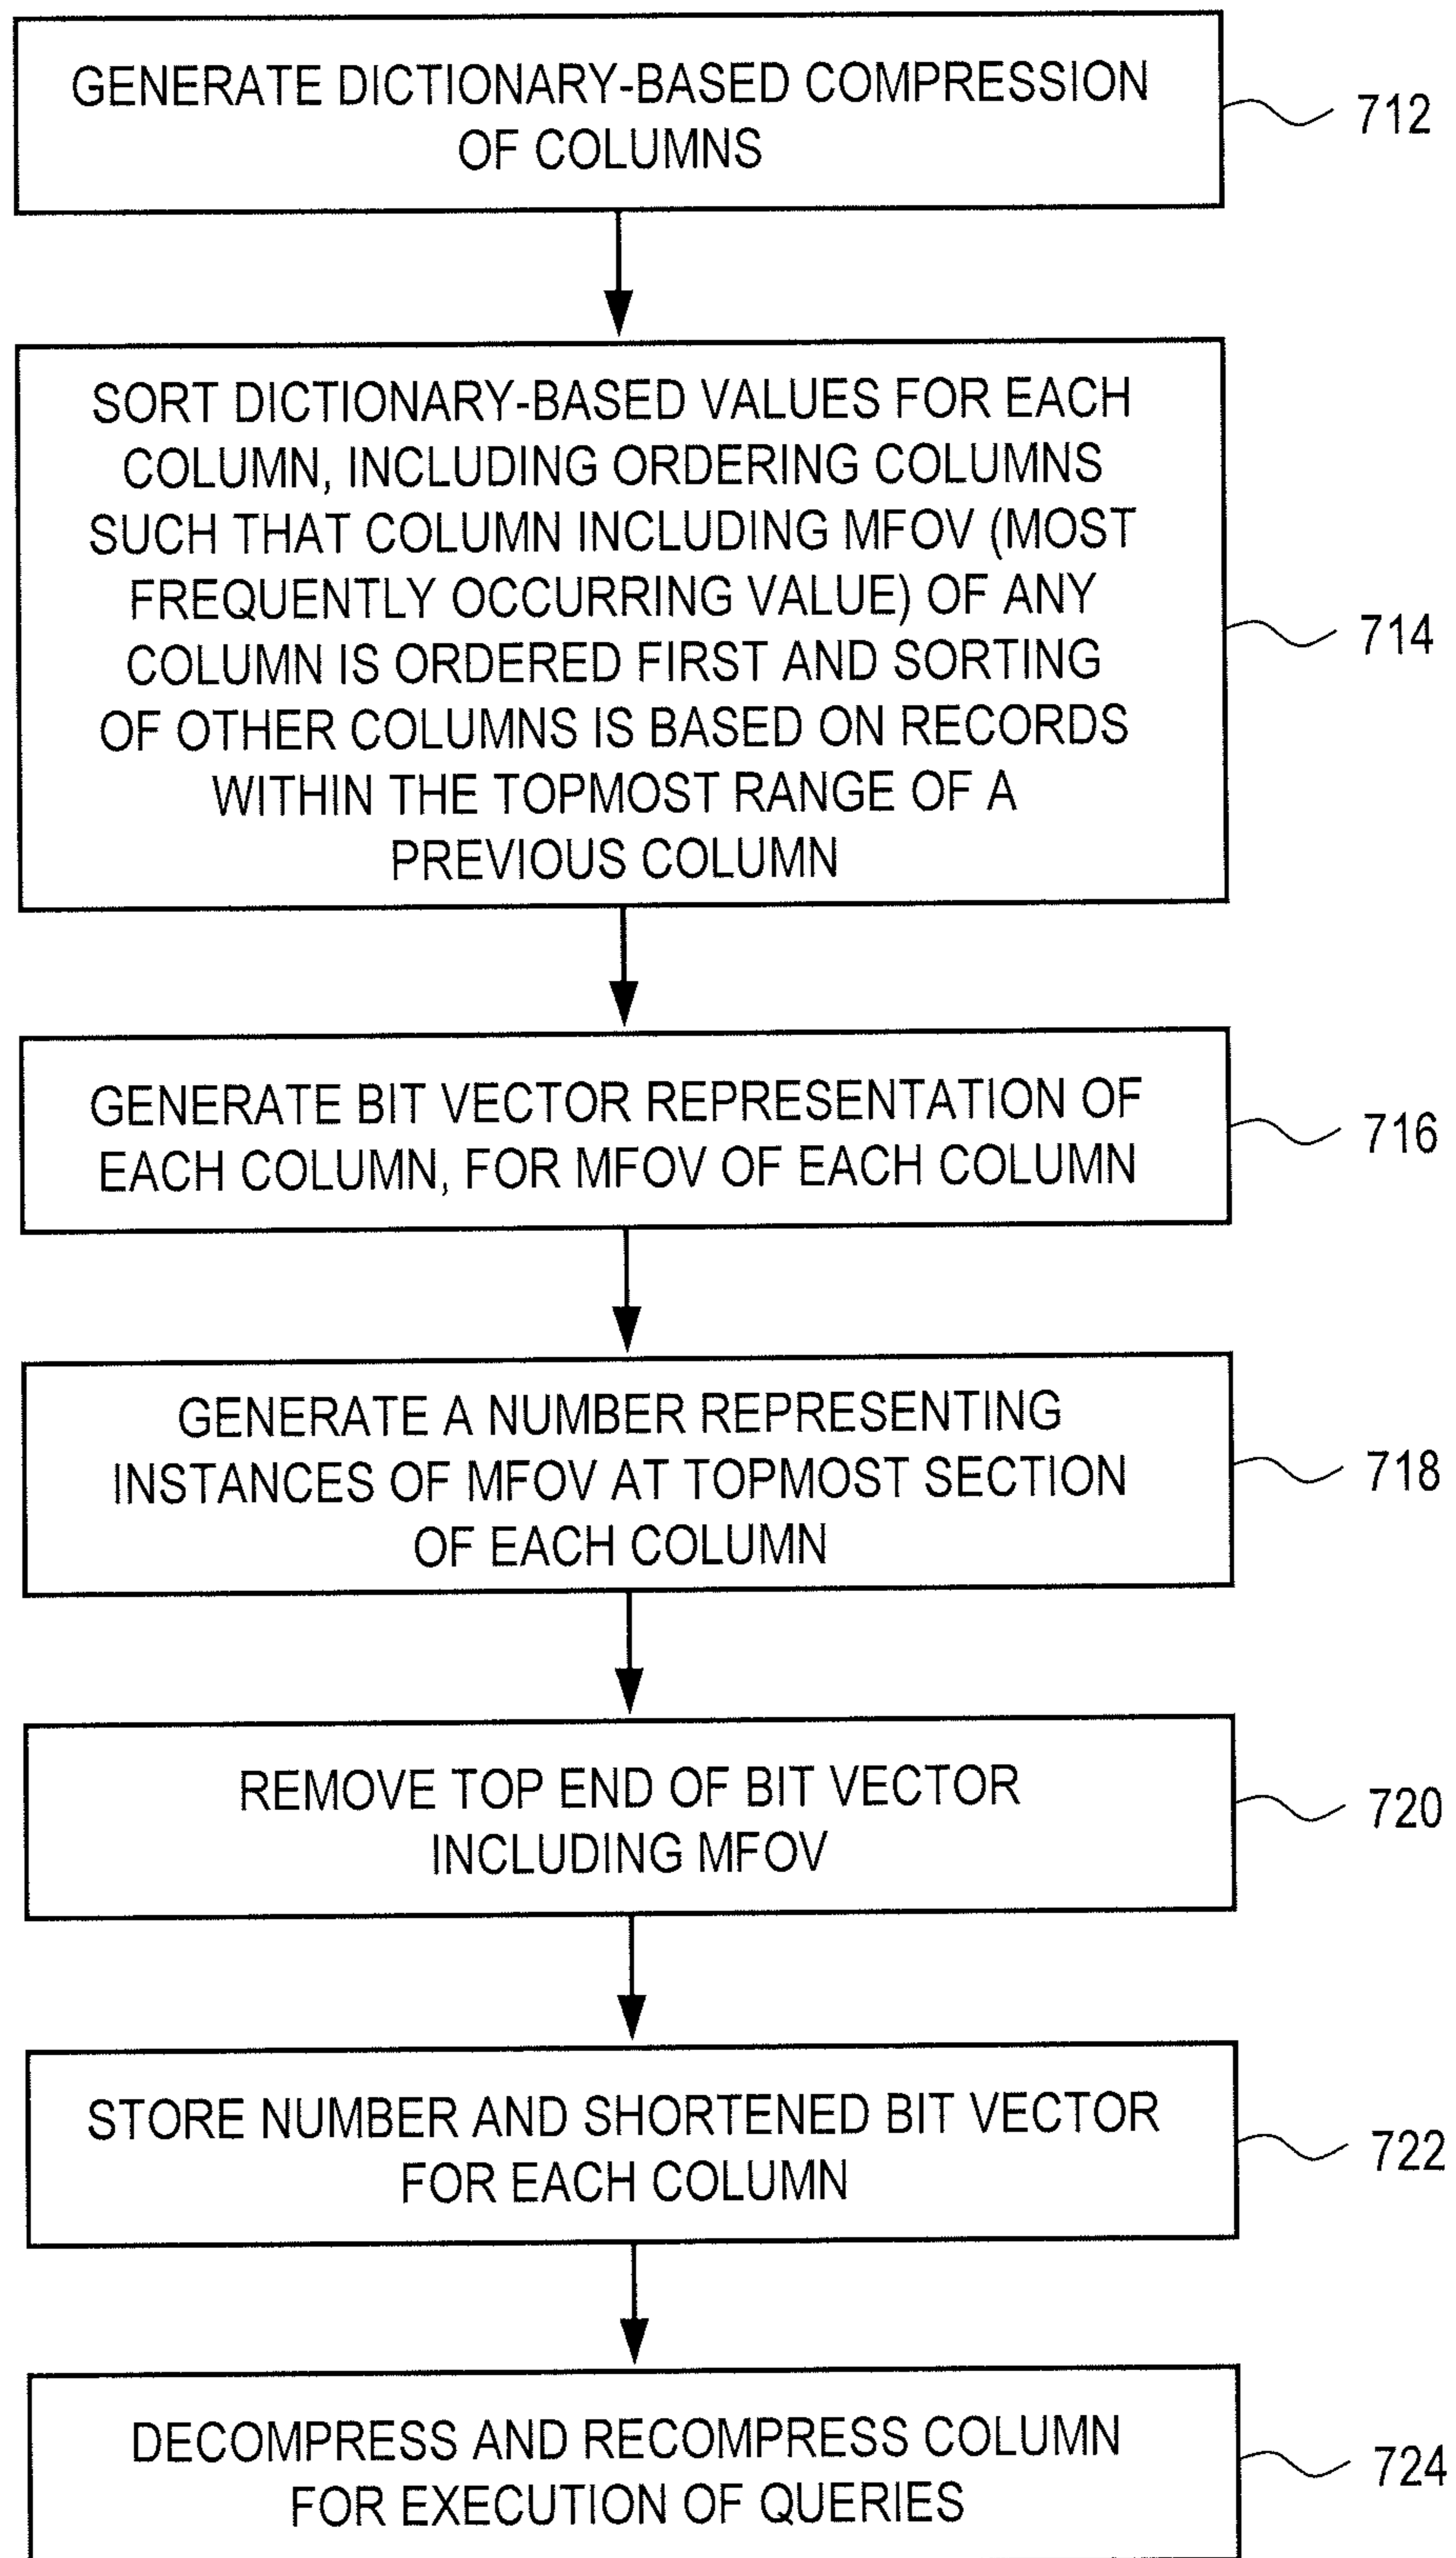 GENERATE DICTIONARY-BASED COMPRESSION
OF COLUMNS
712
SORT DICTIONARY-BASED VALUES FOR EACH
COLUMN, INCLUDING ORDERING COLUMNS
SUCH THAT COLUMN INCLUDING MFOV (MOST
FREQUENTLY OCCURRING VALUE) OF ANY
COLUMN IS ORDERED FIRST AND SORTING
OF OTHER COLUMNS IS BASED ON RECORDS
WITHIN THE TOPMOST RANGE OF A
PREVIOUS COLUMN
714
GENERATE BIT VECTOR REPRESENTATION OF
EACH COLUMN, FOR MFOV OF EACH COLUMN
716
GENERATE A NUMBER REPRESENTING
INSTANCES OF MFOV AT TOPMOST SECTION
OF EACH COLUMN
718
REMOVE TOP END OF BIT VECTOR
INCLUDING MFOV
720
STORE NUMBER AND SHORTENED BIT VECTOR
FOR EACH COLUMN
722
DECOMPRESS AND RECOMPRESS COLUMN
FOR EXECUTION OF QUERIES
724